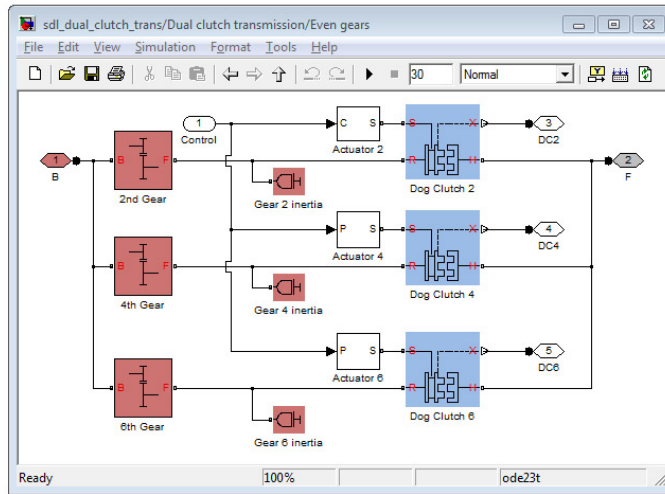 sdl_dual_clutch_trans/Dual clutch transmission/Even gears
File Edit View Simulation Format Tools Help
30 Normal
1
Control
C S
Actuator 2
S X
R H
Dog Clutch 2
3
DC2
1
B
B F
2nd Gear
Gear 2 inertia
2
F
P S
Actuator 4
S X
R H
Dog Clutch 4
4
DC4
B F
4th Gear
Gear 4 inertia
P S
Actuator 6
S X
R H
Dog Clutch 6
5
DC6
B F
6th Gear
Gear 6 inertia
Ready 100% ode23t